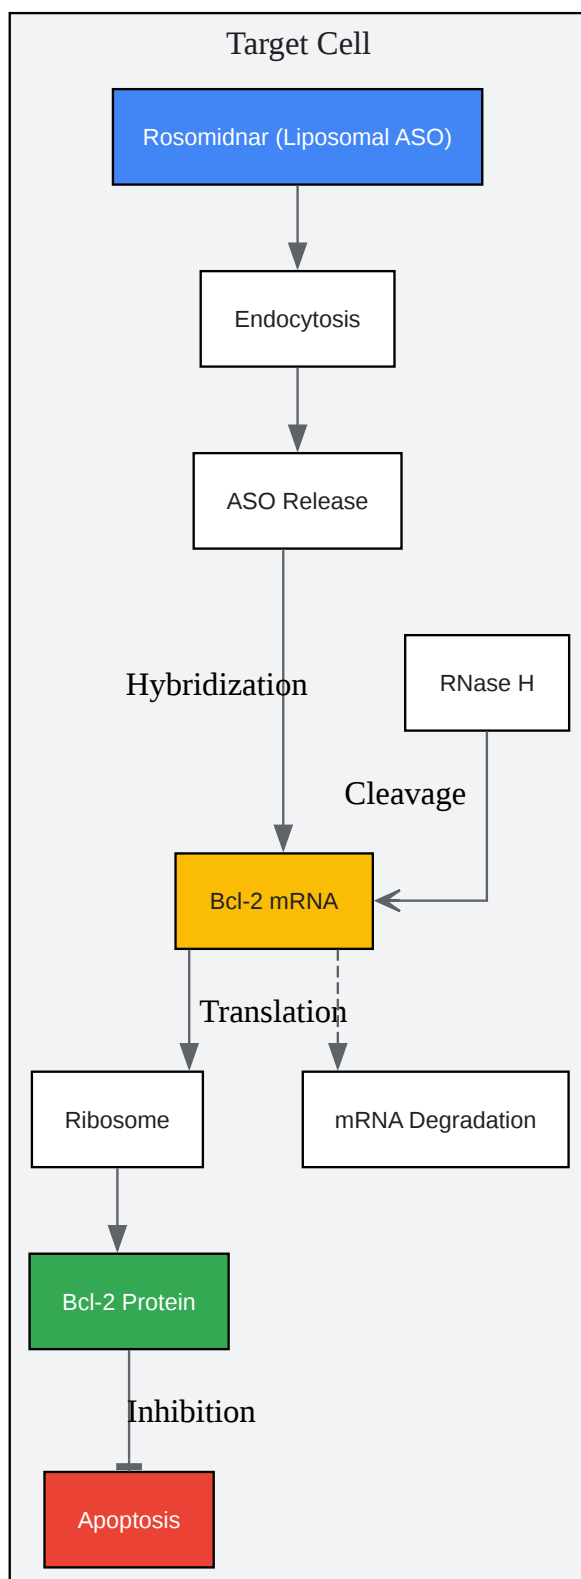 Target Cell
Rosomidnar (Liposomal ASO)
Endocytosis
ASO Release
Hybridization
RNase H
Cleavage
Bcl-2 mRNA
Translation
Ribosome
mRNA Degradation
Bcl-2 Protein
Inhibition
Apoptosis